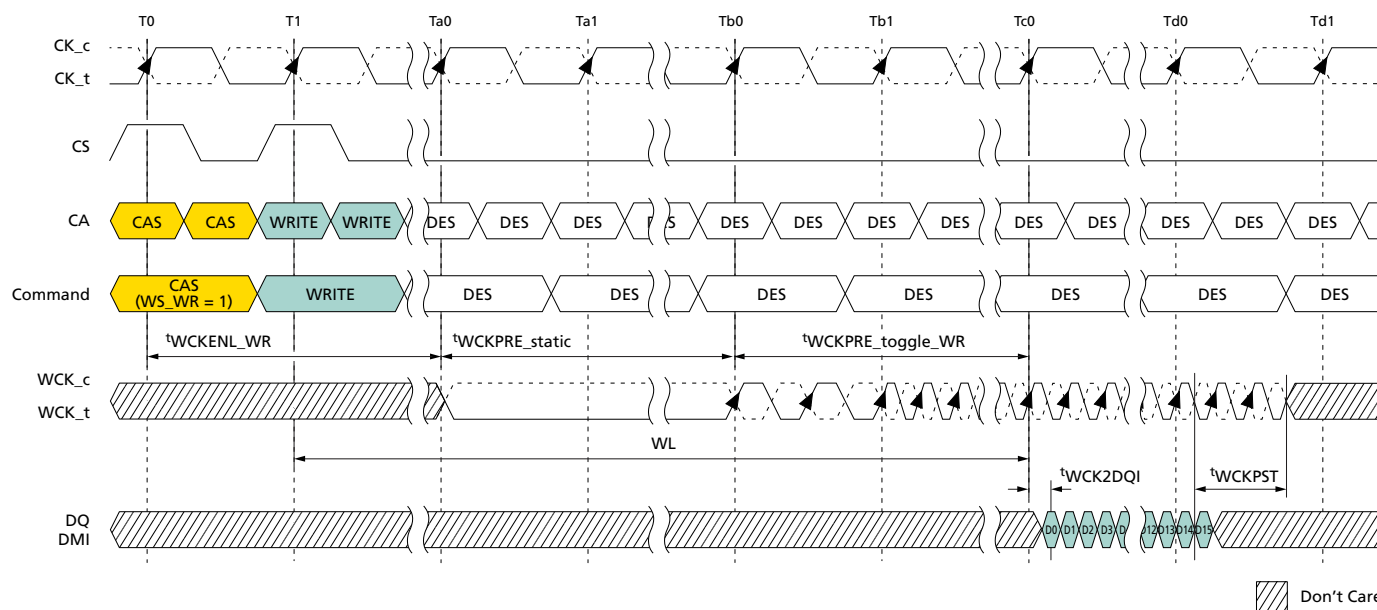 T0 T1 Ta0 Ta1 Tb0 Tb1 Tc0 Td0 Td1
CK_c
CK_t
CS
CA CAS CAS WRITE WRITE DES DES DES DES DES DES DES DES DES DES DES DES
Command CAS (WS_WR = 1) WRITE DES DES DES DES DES DES DES
tWCKENL_WR tWCKPRE_static tWCKPRE_toggle_WR
WCK_c
WCK_t
WL
tWCK2DQI tWCKPST
DQ
DMI
D0 D1 D2 D3 D12 D13 D14 D15
Don't Care